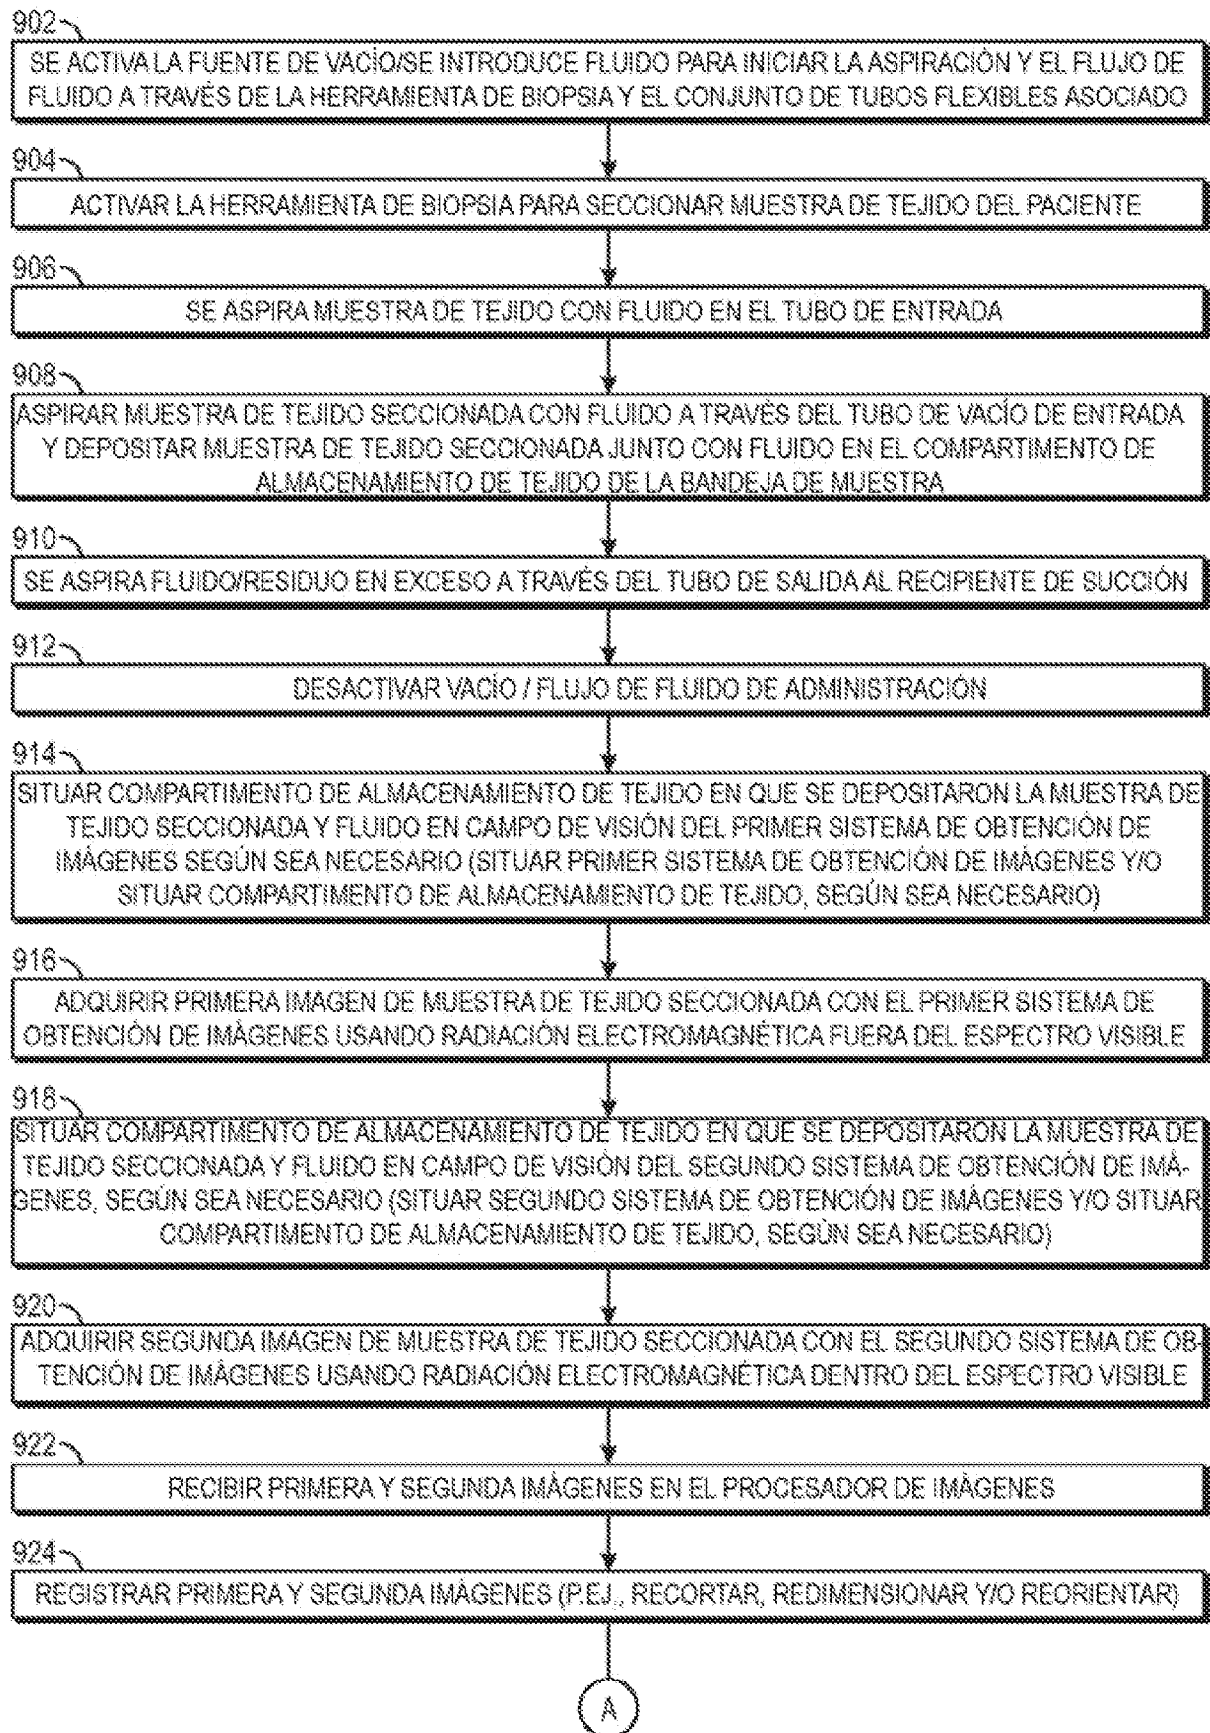 902
SE ACTIVA LA FUENTE DE VACÍO/SE INTRODUCE FLUIDO PARA INICIAR LA ASPIRACIÓN Y EL FLUJO DE
FLUIDO A TRAVÉS DE LA HERRAMIENTA DE BIOPSIA Y EL CONJUNTO DE TUBOS FLEXIBLES ASOCIADO
904
ACTIVAR LA HERRAMIENTA DE BIOPSIA PARA SECCIONAR MUESTRA DE TEJIDO DEL PACIENTE
906
SE ASPIRA MUESTRA DE TEJIDO CON FLUIDO EN EL TUBO DE ENTRADA
908
ASPIRAR MUESTRA DE TEJIDO SECCIONADA CON FLUIDO A TRAVÉS DEL TUBO DE VACÍO DE ENTRADA
Y DEPOSITAR MUESTRA DE TEJIDO SECCIONADA JUNTO CON FLUIDO EN EL COMPARTIMENTO DE
ALMACENAMIENTO DE TEJIDO DE LA BANDEJA DE MUESTRA
910
SE ASPIRA FLUIDO/RESIDUO EN EXCESO A TRAVÉS DEL TUBO DE SALIDA AL RECIPIENTE DE SUCCIÓN
912
DESACTIVAR VACÍO / FLUJO DE FLUIDO DE ADMINISTRACIÓN
914
SITUAR COMPARTIMENTO DE ALMACENAMIENTO DE TEJIDO EN QUE SE DEPOSITARON LA MUESTRA DE
TEJIDO SECCIONADA Y FLUIDO EN CAMPO DE VISIÓN DEL PRIMER SISTEMA DE OBTENCIÓN DE
IMÁGENES SEGÚN SEA NECESARIO (SITUAR PRIMER SISTEMA DE OBTENCIÓN DE IMÁGENES Y/O
SITUAR COMPARTIMENTO DE ALMACENAMIENTO DE TEJIDO, SEGÚN SEA NECESARIO)
916
ADQUIRIR PRIMERA IMAGEN DE MUESTRA DE TEJIDO SECCIONADA CON EL PRIMER SISTEMA DE
OBTENCIÓN DE IMÁGENES USANDO RADIACIÓN ELECTROMAGNÉTICA FUERA DEL ESPECTRO VISIBLE
918
SITUAR COMPARTIMENTO DE ALMACENAMIENTO DE TEJIDO EN QUE SE DEPOSITARON LA MUESTRA DE
TEJIDO SECCIONADA Y FLUIDO EN CAMPO DE VISIÓN DEL SEGUNDO SISTEMA DE OBTENCIÓN DE IMÁ-
GENES, SEGÚN SEA NECESARIO (SITUAR SEGUNDO SISTEMA DE OBTENCIÓN DE IMÁGENES Y/O SITUAR
COMPARTIMENTO DE ALMACENAMIENTO DE TEJIDO, SEGÚN SEA NECESARIO)
920
ADQUIRIR SEGUNDA IMAGEN DE MUESTRA DE TEJIDO SECCIONADA CON EL SEGUNDO SISTEMA DE OB-
TENCIÓN DE IMÁGENES USANDO RADIACIÓN ELECTROMAGNÉTICA DENTRO DEL ESPECTRO VISIBLE
922
RECIBIR PRIMERA Y SEGUNDA IMÁGENES EN EL PROCESADOR DE IMÁGENES
924
REGISTRAR PRIMERA Y SEGUNDA IMÁGENES (P.EJ., RECORTAR, REDIMENSIONAR Y/O REORIENTAR)
A